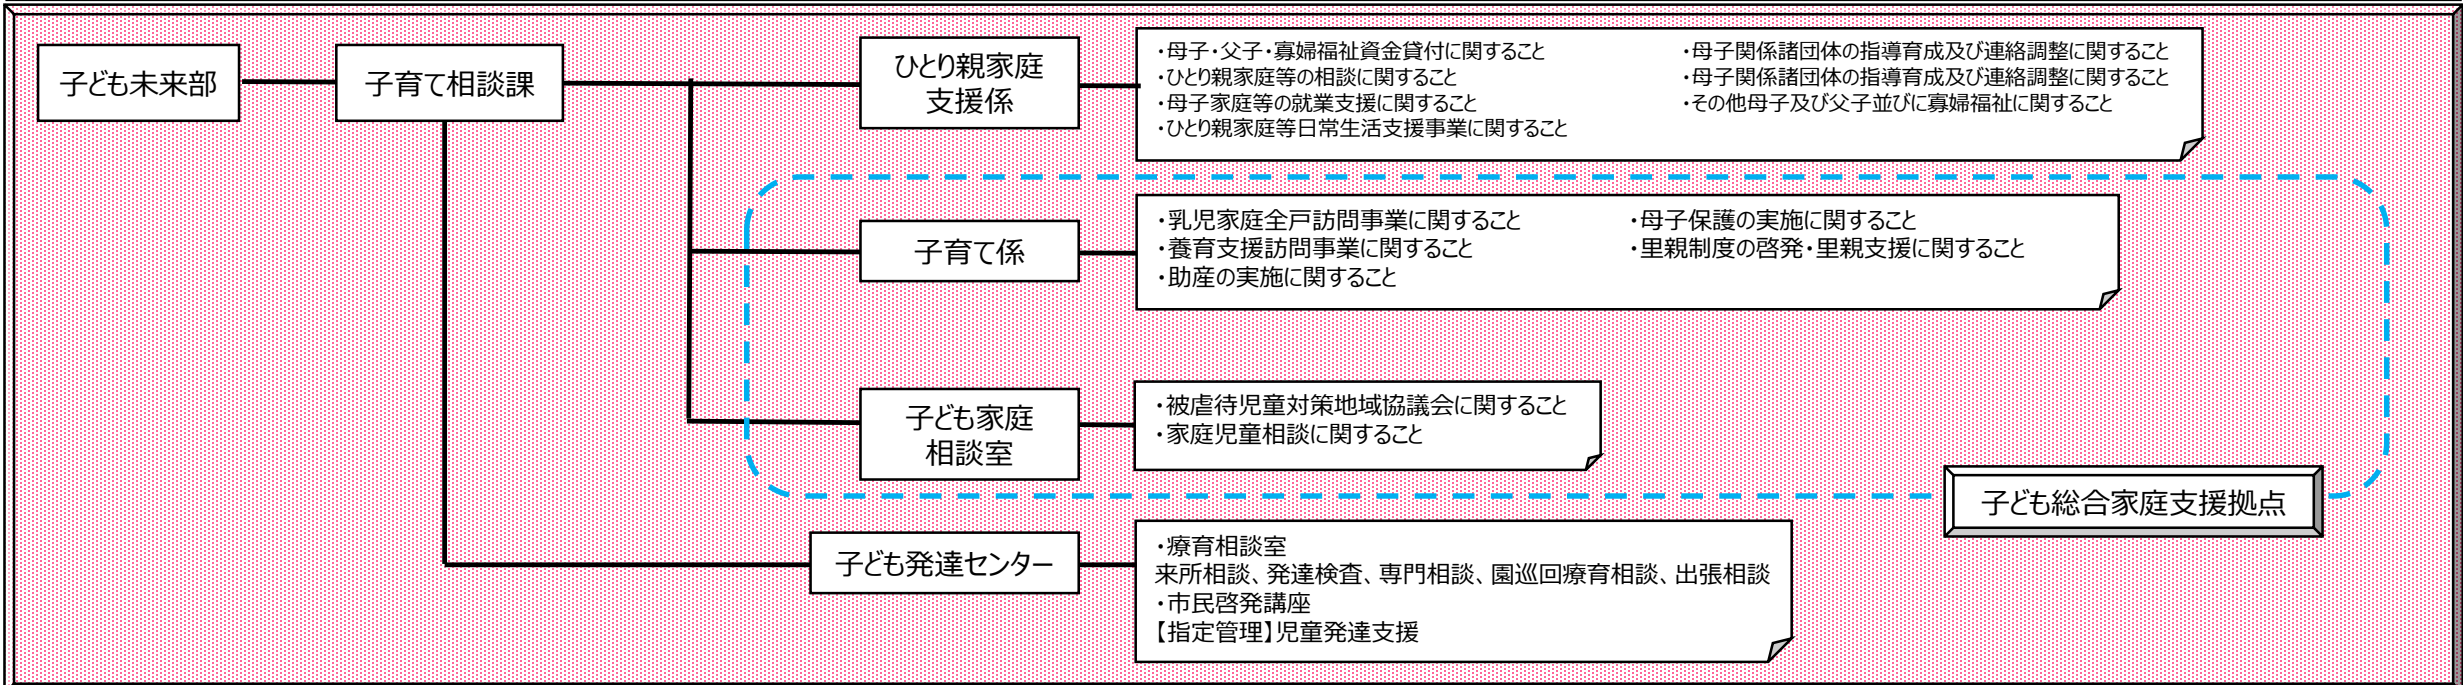 子ども未来部
子育て相談課
ひとり親家庭
支援係
・母子・父子・寡婦福祉資金貸付に関すること
・ひとり親家庭等の相談に関すること
・母子家庭等の就業支援に関すること
・ひとり親家庭等日常生活支援事業に関すること
・母子関係諸団体の指導育成及び連絡調整に関すること
・母子関係諸団体の指導育成及び連絡調整に関すること
・その他母子及び父子並びに寡婦福祉に関すること
子育て係
・乳児家庭全戸訪問事業に関すること
・養育支援訪問事業に関すること
・助産の実施に関すること
・母子保護の実施に関すること
・里親制度の啓発・里親支援に関すること
子ども家庭
相談室
・被虐待児童対策地域協議会に関すること
・家庭児童相談に関すること
子ども総合家庭支援拠点
子ども発達センター
・療育相談室
来所相談、発達検査、専門相談、園巡回療育相談、出張相談
・市民啓発講座
【指定管理】児童発達支援